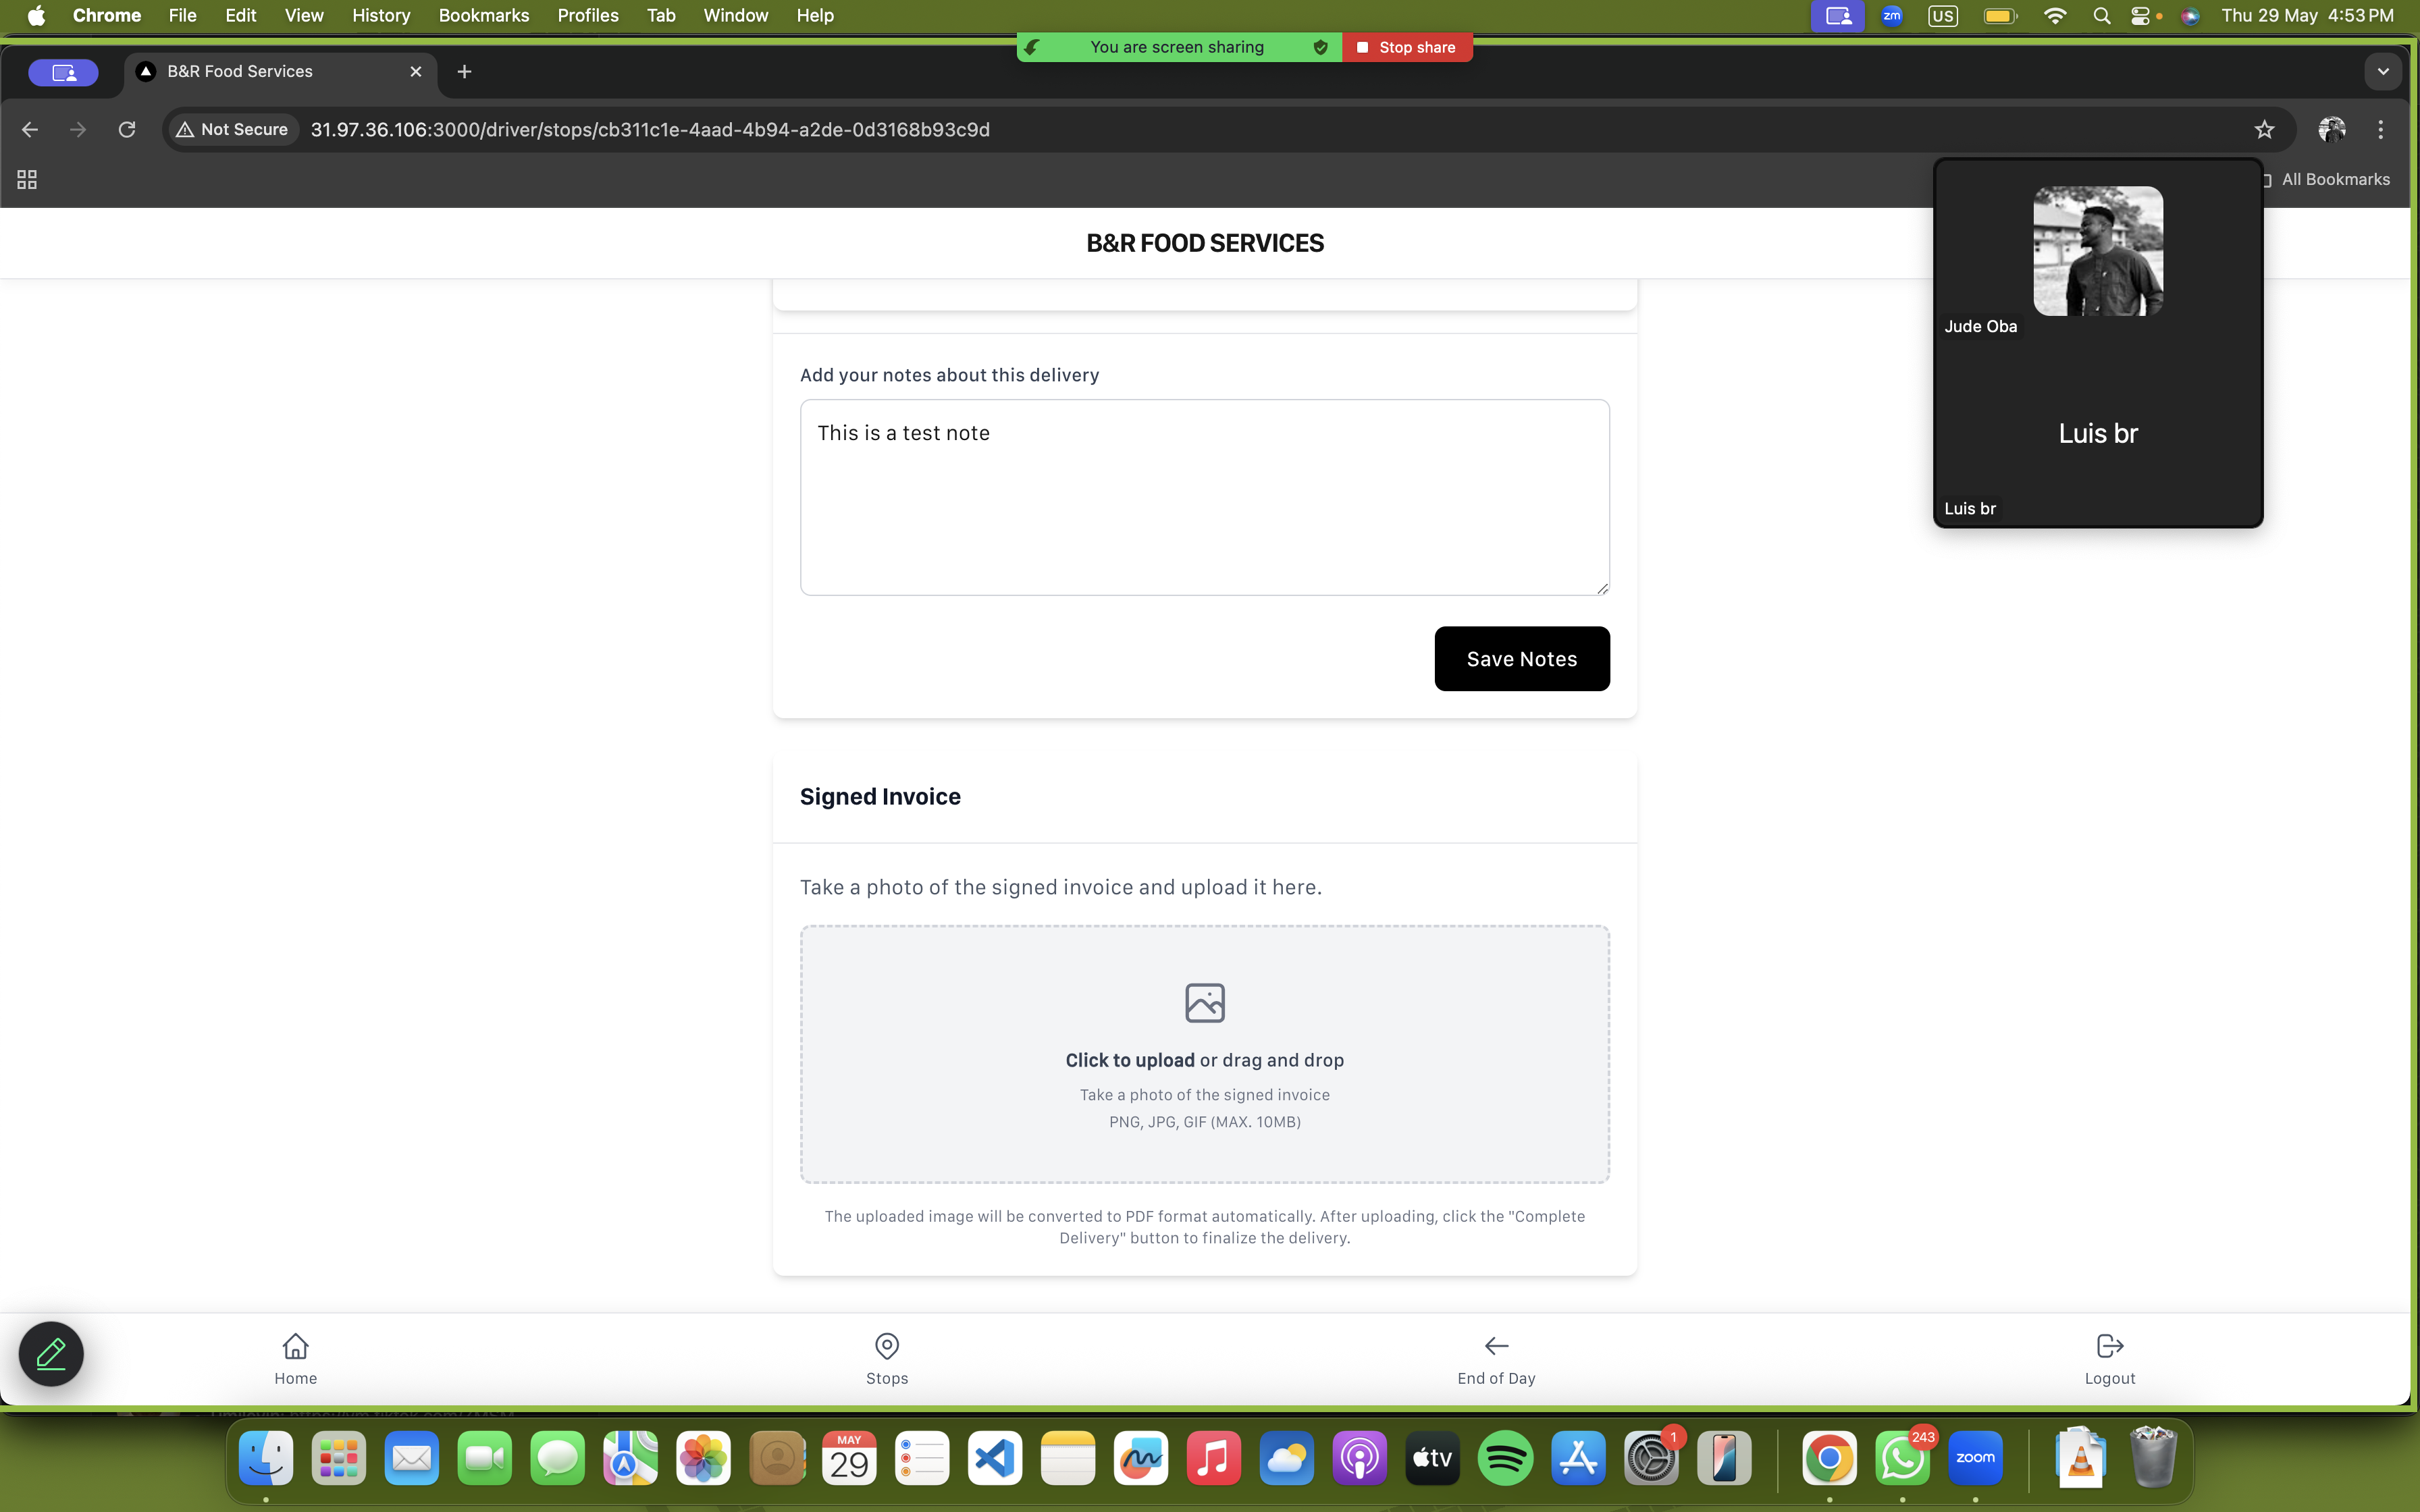 Chrome File Edit View History Bookmarks Profiles Tab Window Help
zm US Thu 29 May 4:53 PM
You are screen sharing Stop share
B&R Food Services
Not Secure 31.97.36.106:3000/driver/stops/cb311c1e-4aad-4b94-a2de-0d3168b93c9d
All Bookmarks
B&R FOOD SERVICES
Jude Oba
Luis br
Luis br
Add your notes about this delivery
This is a test note
Save Notes
Signed Invoice
Take a photo of the signed invoice and upload it here.
Click to upload or drag and drop
Take a photo of the signed invoice
PNG, JPG, GIF (MAX. 10MB)
The uploaded image will be converted to PDF format automatically. After uploading, click the "Complete
Delivery" button to finalize the delivery.
Home Stops End of Day Logout
MAY
29
tv
1
243
zoom